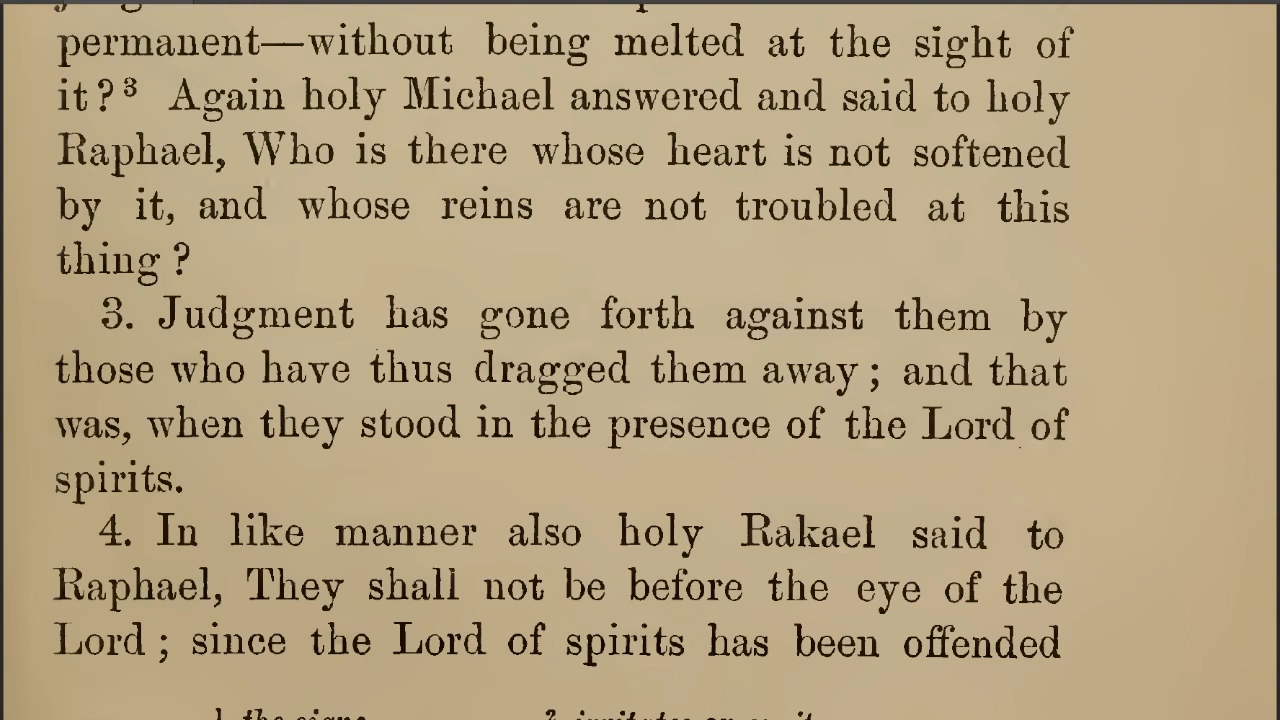 permanent—without being melted at the sight of
it?³ Again holy Michael answered and said to holy
Raphael, Who is there whose heart is not softened
by it, and whose reins are not troubled at this
thing?
3. Judgment has gone forth against them by
those who have thus dragged them away; and that
was, when they stood in the presence of the Lord of
spirits.
4. In like manner also holy Rakael said to
Raphael, They shall not be before the eye of the
Lord; since the Lord of spirits has been offended